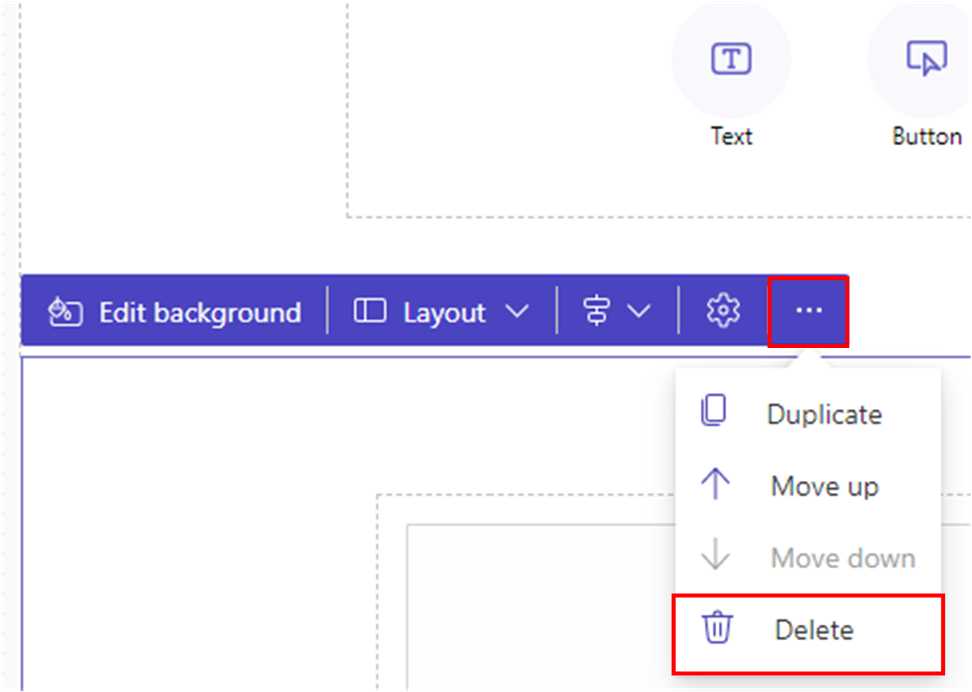 Text
Button
Edit background
Layout
Duplicate
Move up
Move down
Delete